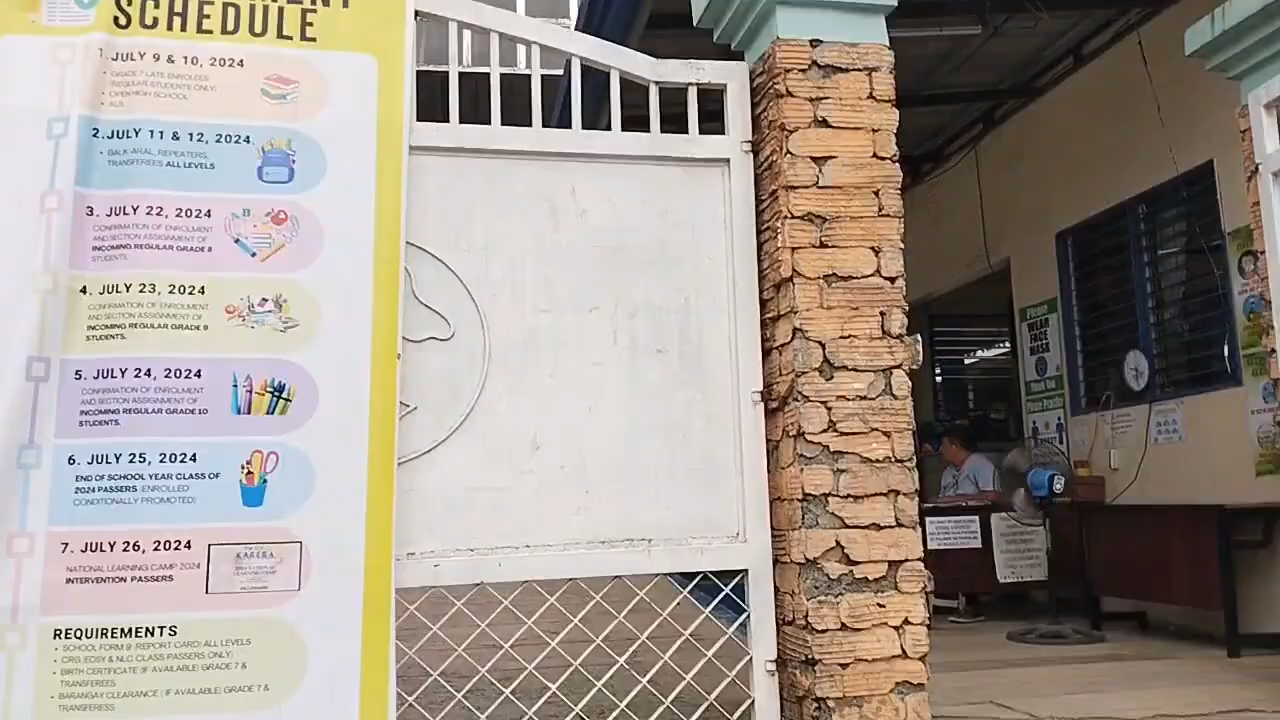 SCHEDULE
1. JULY 9 & 10, 2024
• GRADE 7 LATE ENROLEES
(REGULAR STUDENTS ONLY)
• OPEN HIGH SCHOOL
• ALS
2. JULY 11 & 12, 2024
• BALIK-ARAL, REPEATERS,
TRANSFEREES ALL LEVELS
3. JULY 22, 2024
CONFIRMATION OF ENROLMENT
AND SECTION ASSIGNMENT OF
INCOMING REGULAR GRADE 8
STUDENTS.
4. JULY 23, 2024
CONFIRMATION OF ENROLMENT
AND SECTION ASSIGNMENT OF
INCOMING REGULAR GRADE 9
STUDENTS.
5. JULY 24, 2024
CONFIRMATION OF ENROLMENT
AND SECTION ASSIGNMENT OF
INCOMING REGULAR GRADE 10
STUDENTS.
6. JULY 25, 2024
END OF SCHOOL YEAR CLASS OF
2024 PASSERS (ENROLLED
CONDITIONALLY PROMOTED)
7. JULY 26, 2024
NATIONAL LEARNING CAMP 2024
INTERVENTION PASSERS
REQUIREMENTS
• SCHOOL FORM 9 (REPORT CARD) ALL LEVELS
• CRG, EOSY & NLC CLASS PASSERS ONLY)
• BIRTH CERTIFICATE (IF AVAILABLE) GRADE 7 &
TRANSFEREES
• BARANGAY CLEARANCE ( IF AVAILABLE) GRADE 7 &
TRANSFERESS
Please
WEAR
FACE
MASK
Thank You
Please Practice